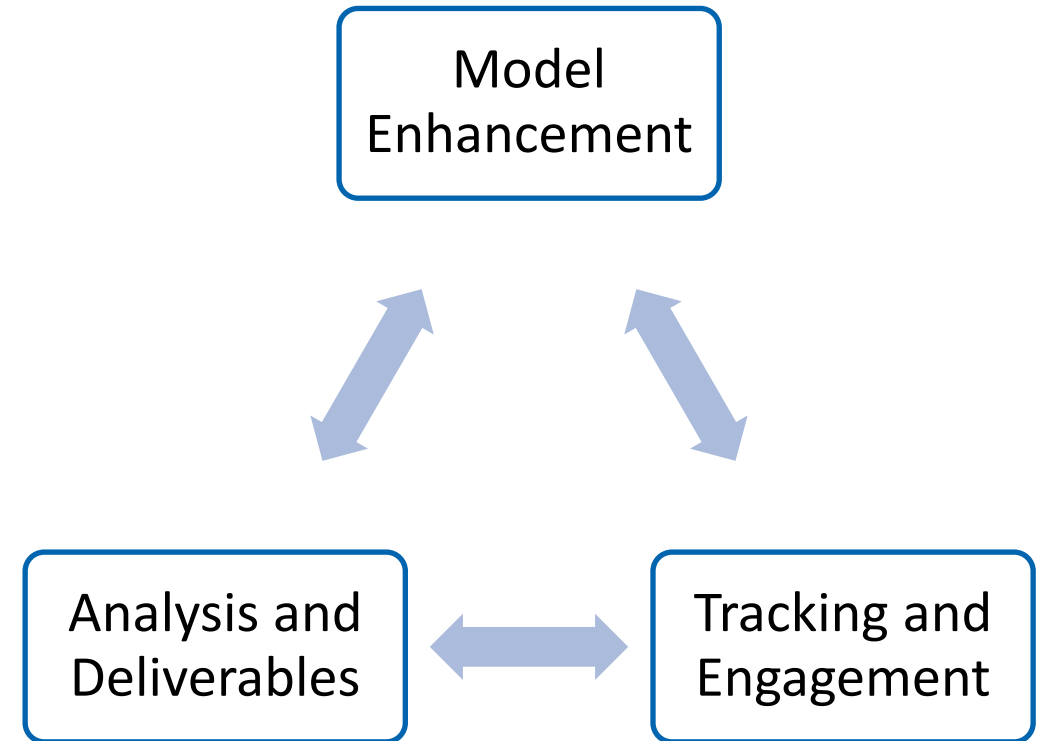 Model
Enhancement
Analysis and
Deliverables
Tracking and
Engagement